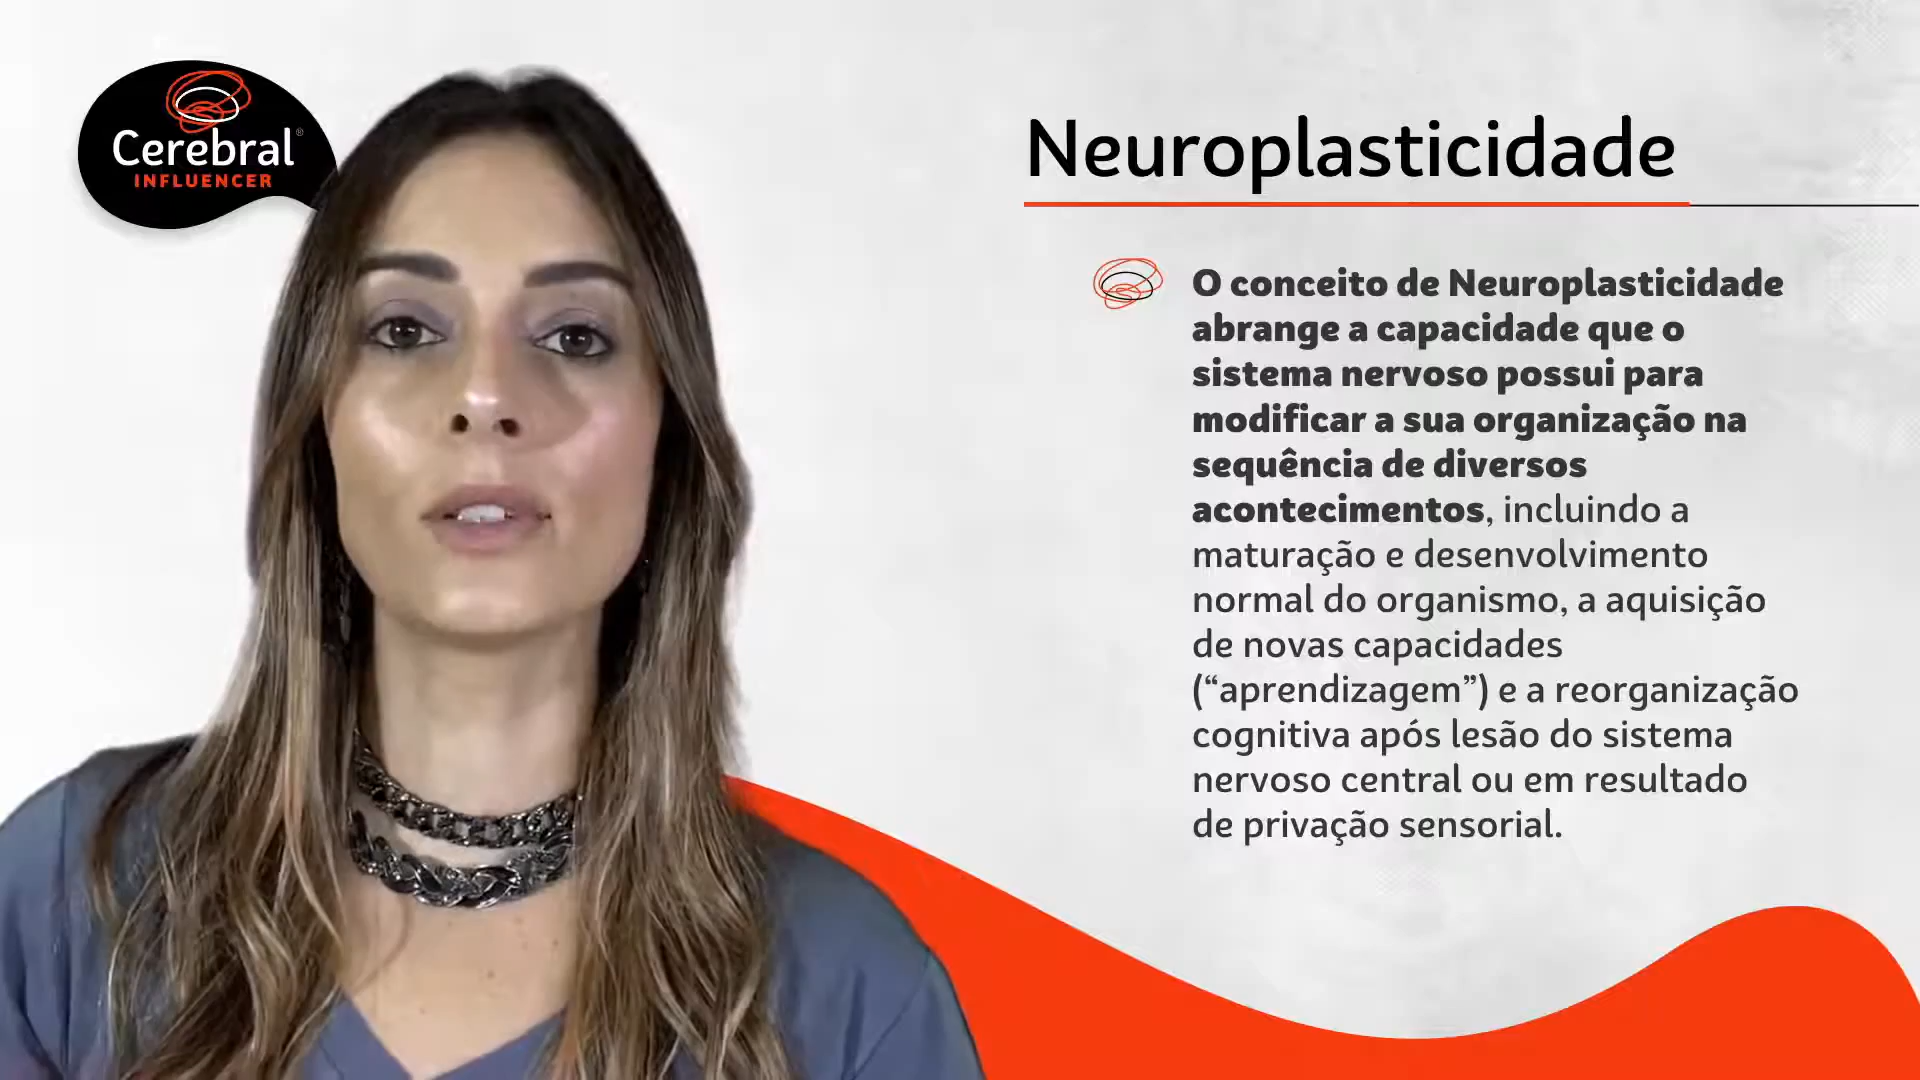 Cerebral®
INFLUENCER
Neuroplasticidade
O conceito de Neuroplasticidade
abrange a capacidade que o
sistema nervoso possui para
modificar a sua organização na
sequência de diversos
acontecimentos, incluindo a
maturação e desenvolvimento
normal do organismo, a aquisição
de novas capacidades
(“aprendizagem”) e a reorganização
cognitiva após lesão do sistema
nervoso central ou em resultado
de privação sensorial.